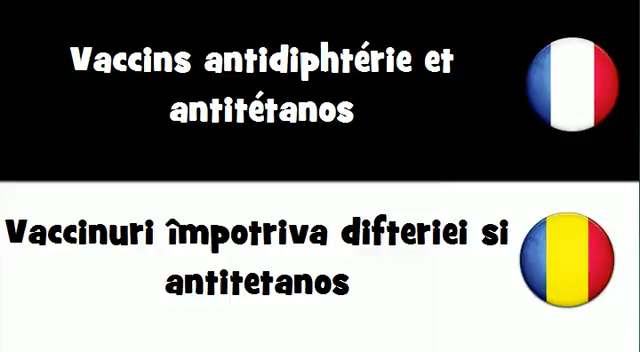 Vaccins antidiphtérie et
antitétanos
Vaccinuri împotriva difteriei si
antitetanos